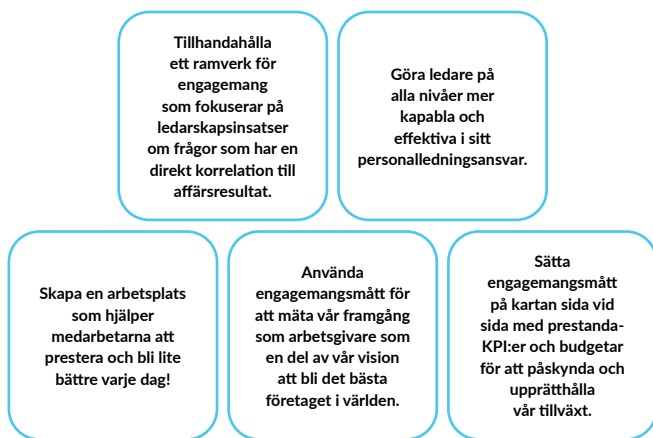 Tillhandahålla
ett ramverk för
engagemang
som fokuserar på
ledarskapsinsatser
om frågor som har en
direkt korrelation till
affärsresultat.
Göra ledare på
alla nivåer mer
kapabla och
effektiva i sitt
personalledningsansvar.
Skapa en arbetsplats
som hjälper
medarbetarna att
prestera och bli lite
bättre varje dag!
Använda
engagemangsmått för
att mäta vår framgång
som arbetsgivare som
en del av vår vision
att bli det bästa
företaget i världen.
Sätta
engagemangsmått
på kartan sida vid
sida med prestanda-
KPI:er och budgetar
för att påskynda och
upprätthålla
vår tillväxt.